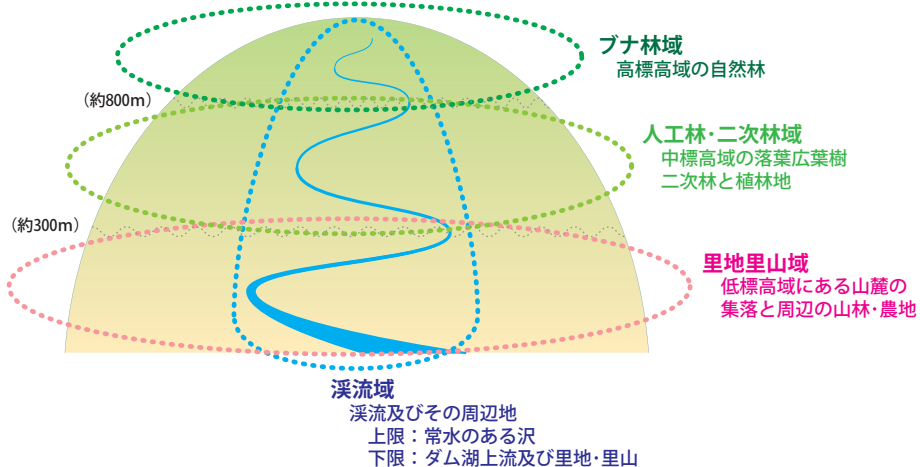 ブナ林域
高標高域の自然林
（約800m）
人工林・二次林域
中標高域の落葉広葉樹
二次林と植林地
（約300m）
里地里山域
低標高域にある山麓の
集落と周辺の山林・農地
渓流域
渓流及びその周辺地
上限：常水のある沢
下限：ダム湖上流及び里地・里山